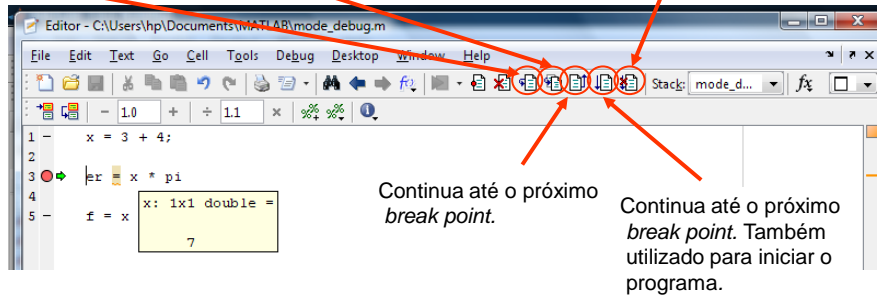 Editor - C:\Users\hp\Documents\MATLAB\mode_debug.m
File Edit Text Go Cell Tools Debug Desktop Window Help
Stack: mode_d... fx
- 1.0 + ÷ 1.1 ×
1 - x = 3 + 4;
2
3 er = x * pi
4
x: 1x1 double =
5 - f = x
7
Continua até o próximo
break point.
Continua até o próximo
break point. Também
utilizado para iniciar o
programa.